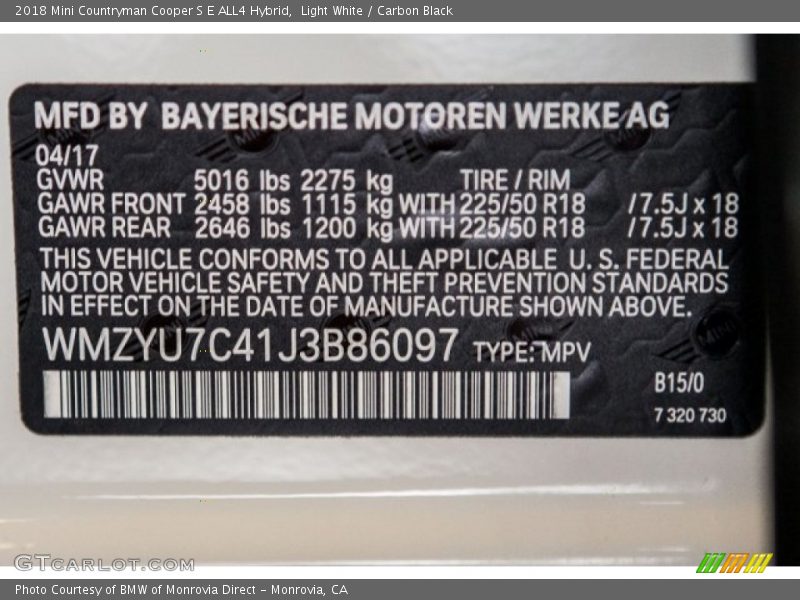 2018 Mini Countryman Cooper S E ALL4 Hybrid,  Light White / Carbon Black
MFD BY BAYERISCHE MOTOREN WERKE AG
04/17
GVWR 5016 lbs 2275 kg TIRE / RIM
GAWR FRONT 2458 lbs 1115 kg WITH 225/50 R18 / 7.5J x 18
GAWR REAR 2646 lbs 1200 kg WITH 225/50 R18 / 7.5J x 18
THIS VEHICLE CONFORMS TO ALL APPLICABLE U. S. FEDERAL
MOTOR VEHICLE SAFETY AND THEFT PREVENTION STANDARDS
IN EFFECT ON THE DATE OF MANUFACTURE SHOWN ABOVE.
WMZYU7C41J3B86097 TYPE: MPV
B15/0
7 320 730
GTCARLOT.COM
Photo Courtesy of BMW of Monrovia Direct - Monrovia, CA